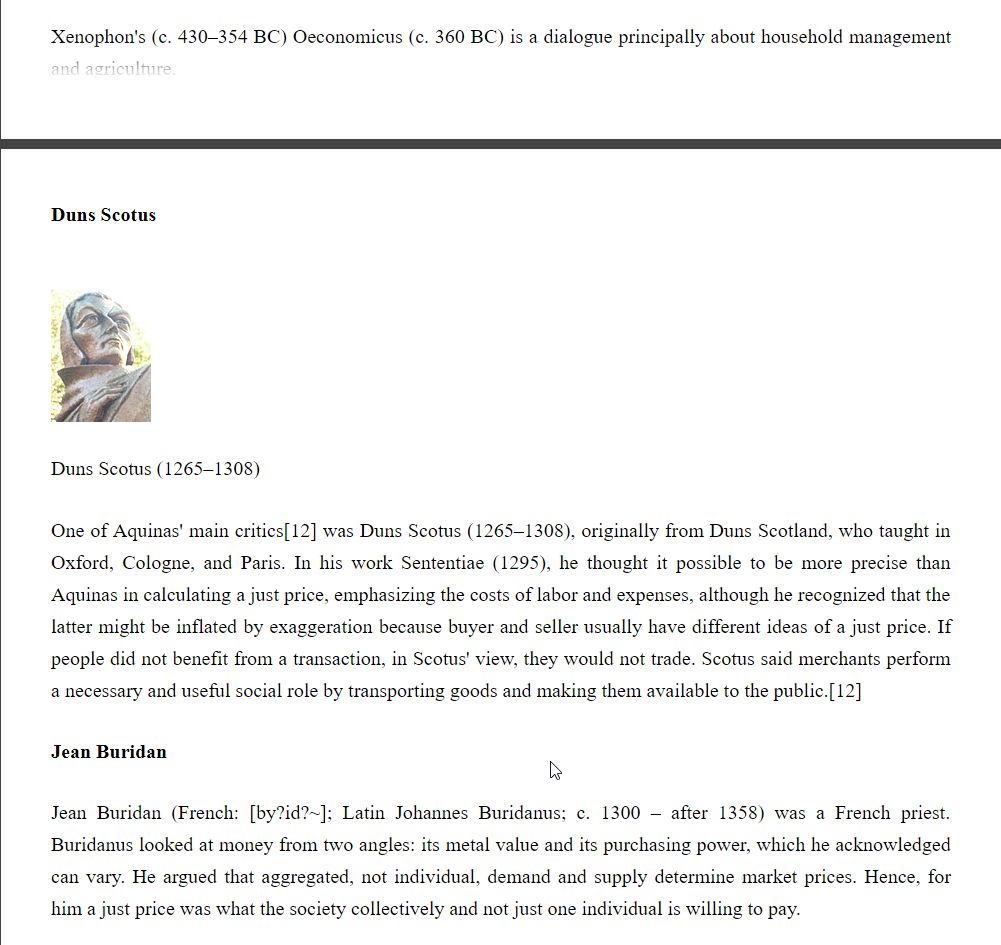 Xenophon's (c. 430–354 BC) Oeconomicus (c. 360 BC) is a dialogue principally about household management
and agriculture.
Duns Scotus
Duns Scotus (1265–1308)
One of Aquinas' main critics[12] was Duns Scotus (1265–1308), originally from Duns Scotland, who taught in
Oxford, Cologne, and Paris. In his work Sententiae (1295), he thought it possible to be more precise than
Aquinas in calculating a just price, emphasizing the costs of labor and expenses, although he recognized that the
latter might be inflated by exaggeration because buyer and seller usually have different ideas of a just price. If
people did not benefit from a transaction, in Scotus' view, they would not trade. Scotus said merchants perform
a necessary and useful social role by transporting goods and making them available to the public.[12]
Jean Buridan
Jean Buridan (French: [by?id?~]; Latin Johannes Buridanus; c. 1300 – after 1358) was a French priest.
Buridanus looked at money from two angles: its metal value and its purchasing power, which he acknowledged
can vary. He argued that aggregated, not individual, demand and supply determine market prices. Hence, for
him a just price was what the society collectively and not just one individual is willing to pay.